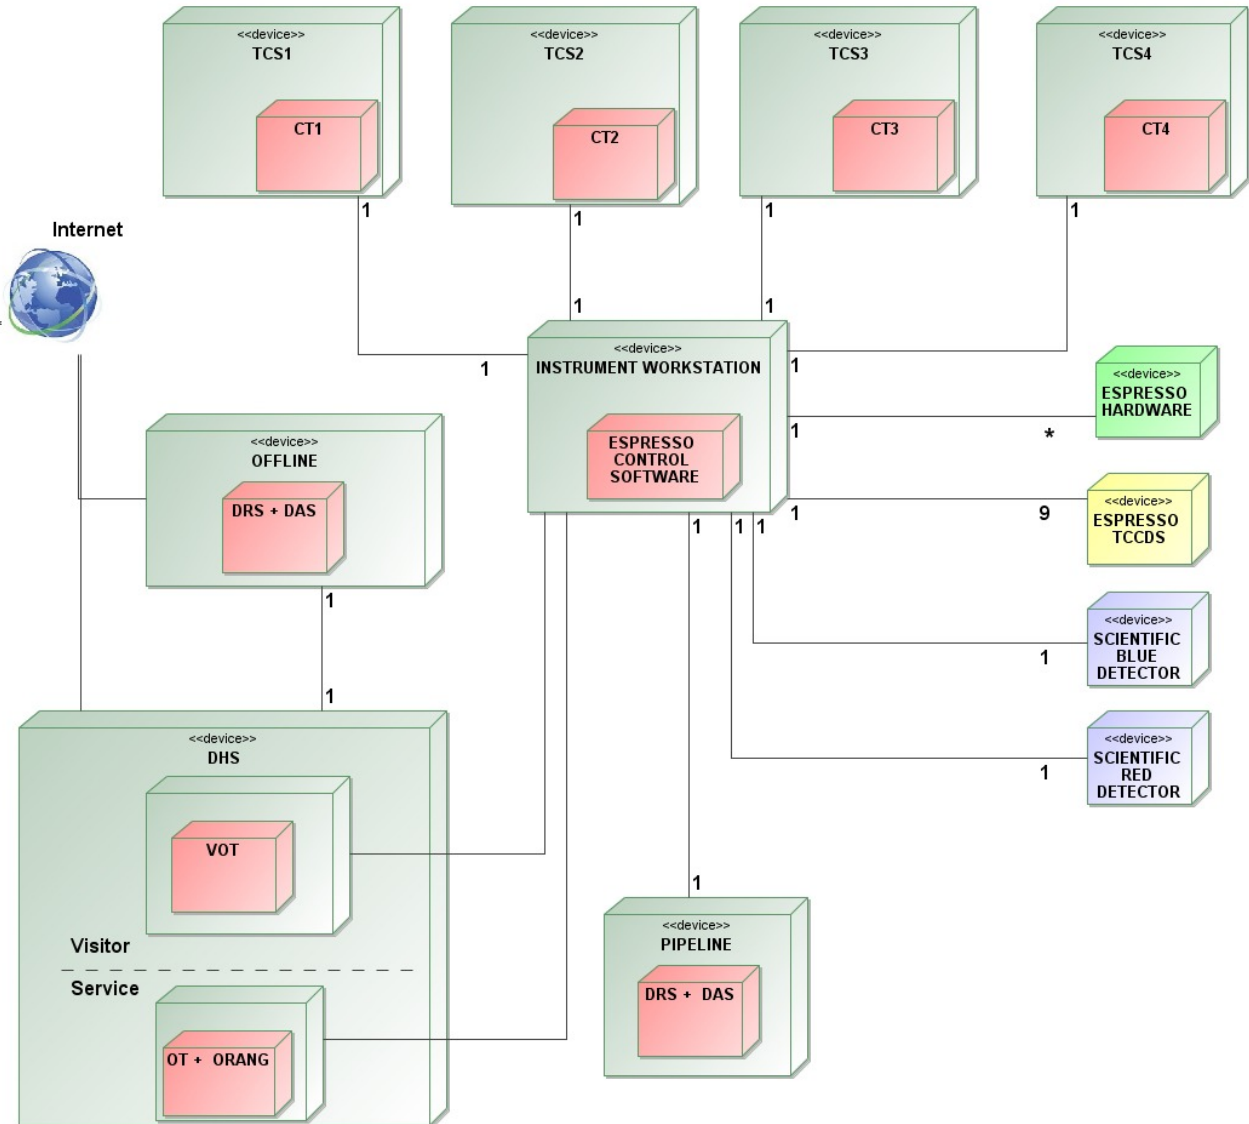 <<device>>
TCS1
CT1
<<device>>
TCS2
CT2
<<device>>
TCS3
CT3
<<device>>
TCS4
CT4
1
1
1
1
Internet
*
1
1
1
1
<<device>>
INSTRUMENT WORKSTATION
ESPRESSO
CONTROL
SOFTWARE
<<device>>
ESPRESSO
HARDWARE
1
*
<<device>>
OFFLINE
DRS + DAS
<<device>>
ESPRESSO
TCCDS
1
9
1
1
1
<<device>>
SCIENTIFIC
BLUE
DETECTOR
1
1
1
<<device>>
SCIENTIFIC
RED
DETECTOR
1
<<device>>
DHS
VOT
Visitor
Service
OT + ORANG
1
<<device>>
PIPELINE
DRS + DAS